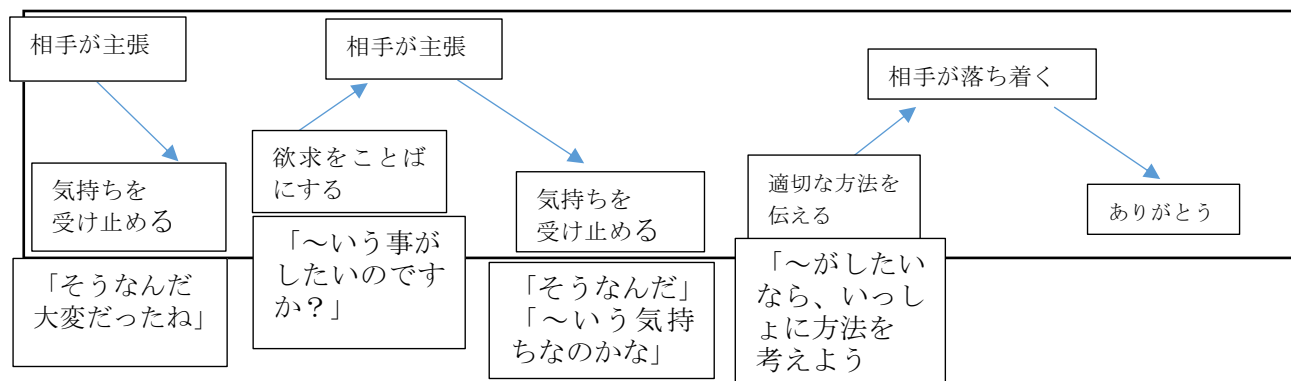 相手が主張
気持ちを
受け止める
「そうなんだ
大変だったね」
欲求をことば
にする
「～いう事が
したいのです
か？」
相手が主張
気持ちを
受け止める
「そうなんだ」
「～いう気持
ちなのかな」
適切な方法を
伝える
「～がしたい
なら、いっし
ょに方法を
考えよう
相手が落ち着く
ありがとう